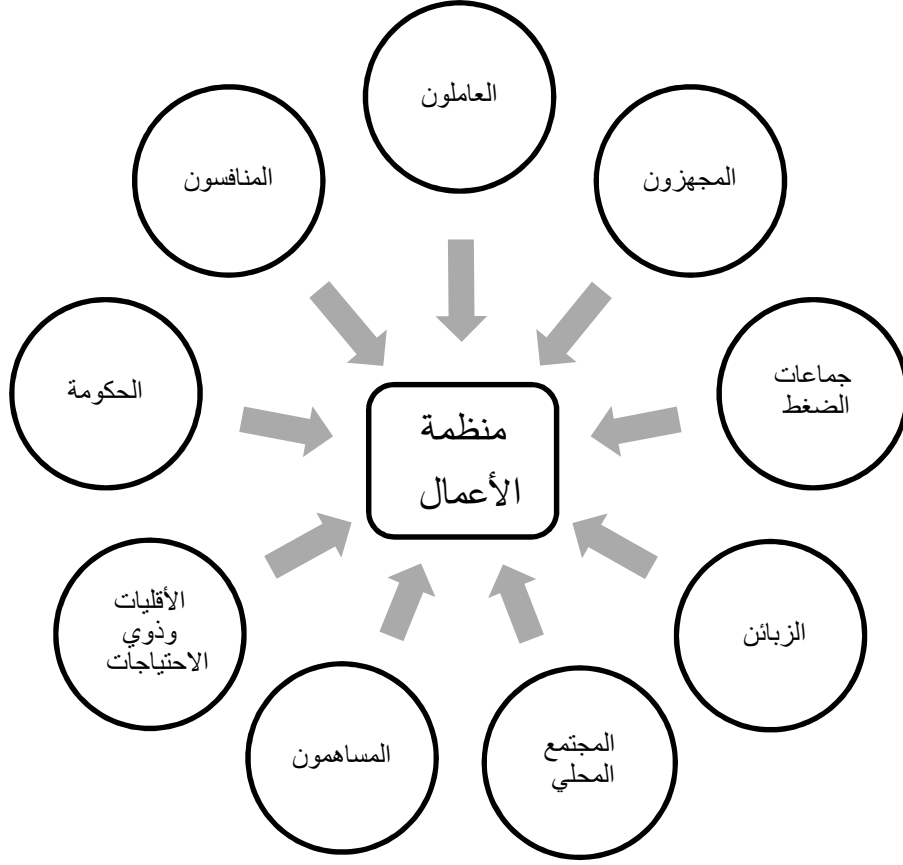 العاملون
المجهزون
المنافسون
جماعات
الضغط
الحكومة
منظمة
الأعمال
الأقليات
وذوي
الاحتياجات
الزبائن
المجتمع
المحلي
المساهمون